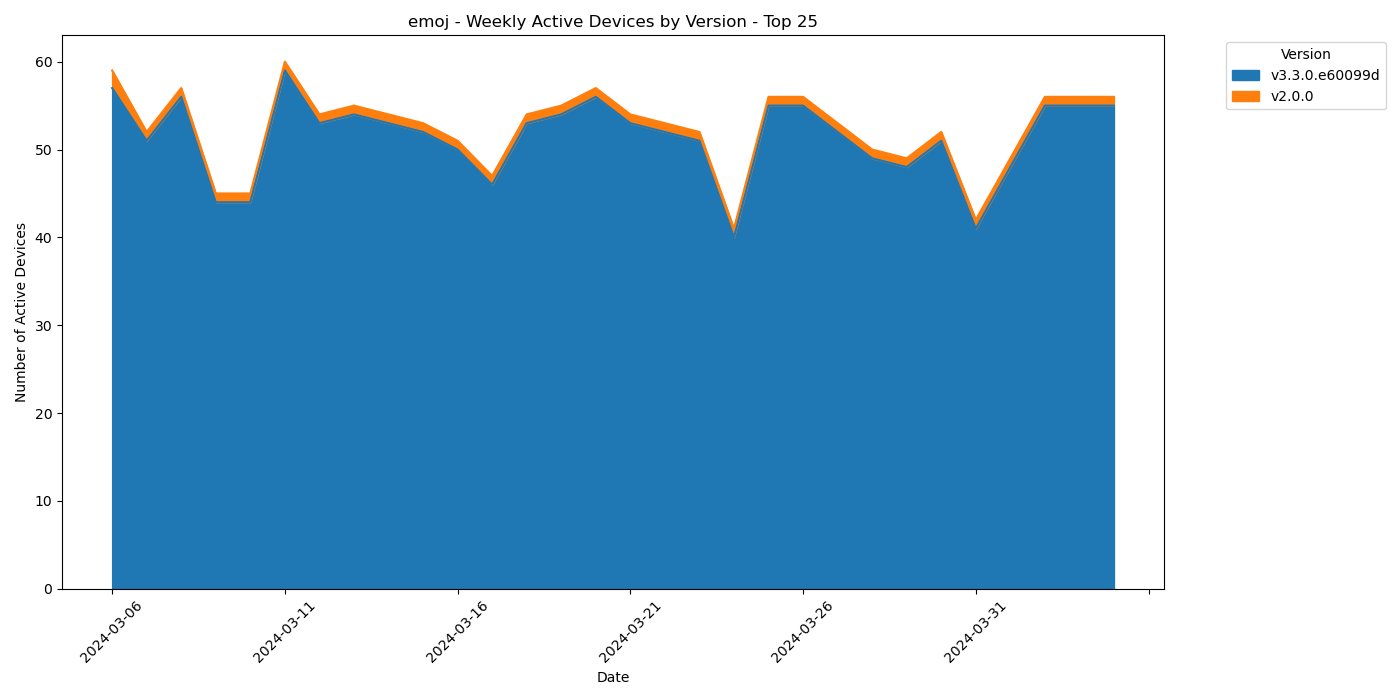 emoj - Weekly Active Devices by Version - Top 25
Version
v3.3.0.e60099d
v2.0.0
60
50
40
30
20
10
0
Number of Active Devices
2024-03-06
2024-03-11
2024-03-16
2024-03-21
2024-03-26
2024-03-31
Date